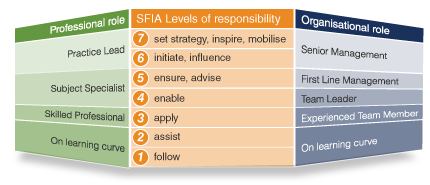 Professional role
Practice Lead
Subject Specialist
Skilled Professional
On learning curve
SFIA Levels of responsibility
7 set strategy, inspire, mobilise
6 initiate, influence
5 ensure, advise
4 enable
3 apply
2 assist
1 follow
Organisational role
Senior Management
First Line Management
Team Leader
Experienced Team Member
On learning curve